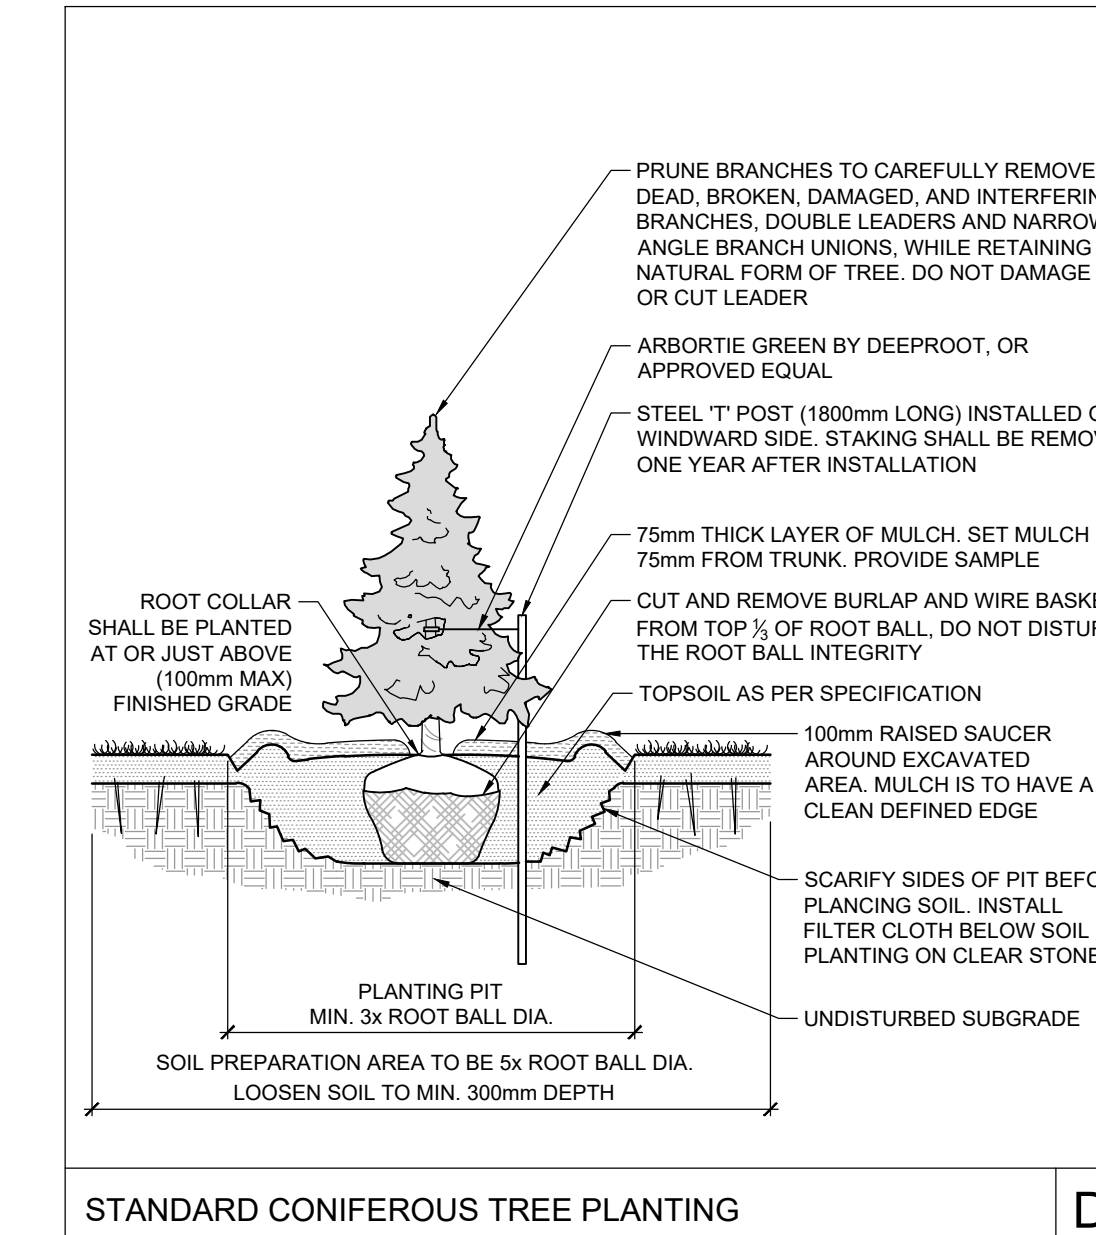 PRUNE BRANCHES TO CAREFULLY REMOVE
DEAD, BROKEN, DAMAGED, AND
BRANCHES, DOUBLE LEADERS AND
ANGLE BRANCH UNIONS, WHILE RETAINING
NATURAL FORM OF TREE. DO NOT DAMAGE
OR CUT LEADER
ARBORTIE GREEN BY DEEPROOT, OR
APPROVED EQUAL
STEEL 'T' POST (1800mm LONG) INSTALLED
WINDWARD SIDE. STAKING SHALL BE
ONE YEAR AFTER INSTALLATION
75mm THICK LAYER OF MULCH. SET MULCH
75mm FROM TRUNK. PROVIDE SAMPLE
CUT AND REMOVE BURLAP AND WIRE
FROM TOP ⅓ OF ROOT BALL, DO NOT
THE ROOT BALL INTEGRITY
TOPSOIL AS PER SPECIFICATION
ROOT COLLAR
SHALL BE PLANTED
AT OR JUST ABOVE
(100mm MAX)
FINISHED GRADE
100mm RAISED SAUCER
AROUND EXCAVATED
AREA. MULCH IS TO HAVE A
CLEAN DEFINED EDGE
SCARIFY SIDES OF PIT
PLANCING SOIL. INSTALL
FILTER CLOTH BELOW SOIL
PLANTING ON CLEAR STONE
UNDISTURBED SUBGRADE
PLANTING PIT
MIN. 3x ROOT BALL DIA.
SOIL PREPARATION AREA TO BE 5x ROOT BALL DIA.
LOOSEN SOIL TO MIN. 300mm DEPTH
STANDARD CONIFEROUS TREE PLANTING